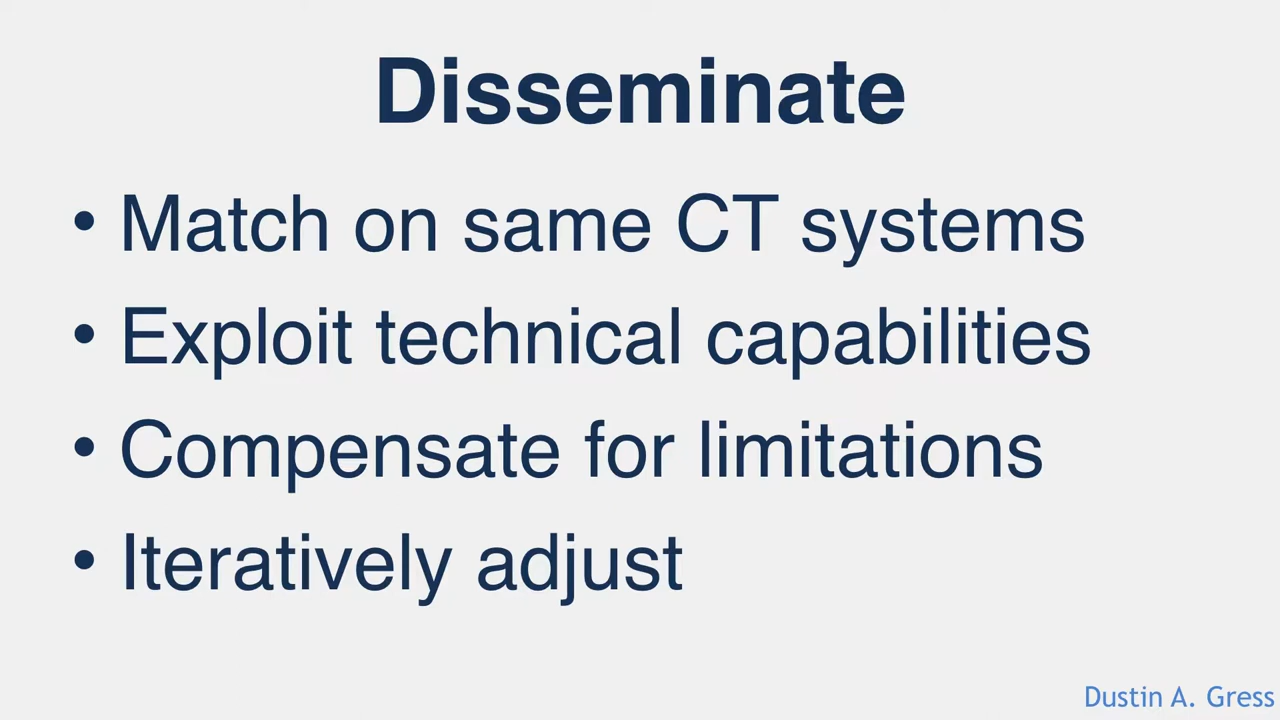 Disseminate
• Match on same CT systems
• Exploit technical capabilities
• Compensate for limitations
• Iteratively adjust
Dustin A. Gress